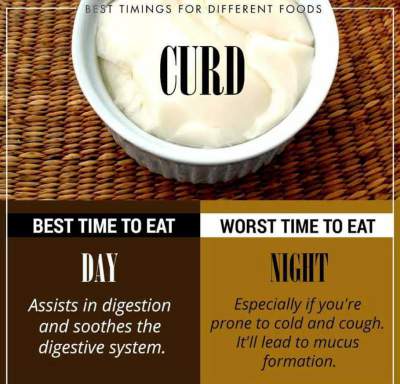 BEST TIMINGS FOR DIFFERENT FOODS
CURD
BEST TIME TO EAT
DAY
Assists in digestion
and soothes the
digestive system.
WORST TIME TO EAT
NIGHT
Especially if you're
prone to cold and cough.
It'll lead to mucus
formation.